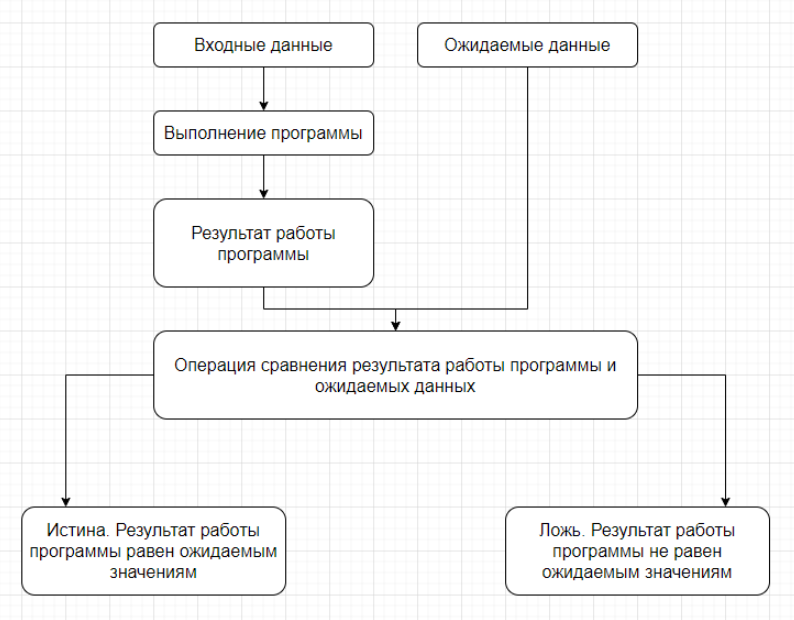 Входные данные
Ожидаемые данные
Выполнение программы
Результат работы
программы
Операция сравнения результата работы программы и
ожидаемых данных
Истина. Результат работы
программы равен ожидаемым
значениям
Ложь. Результат работы
программы не равен
ожидаемым значениям